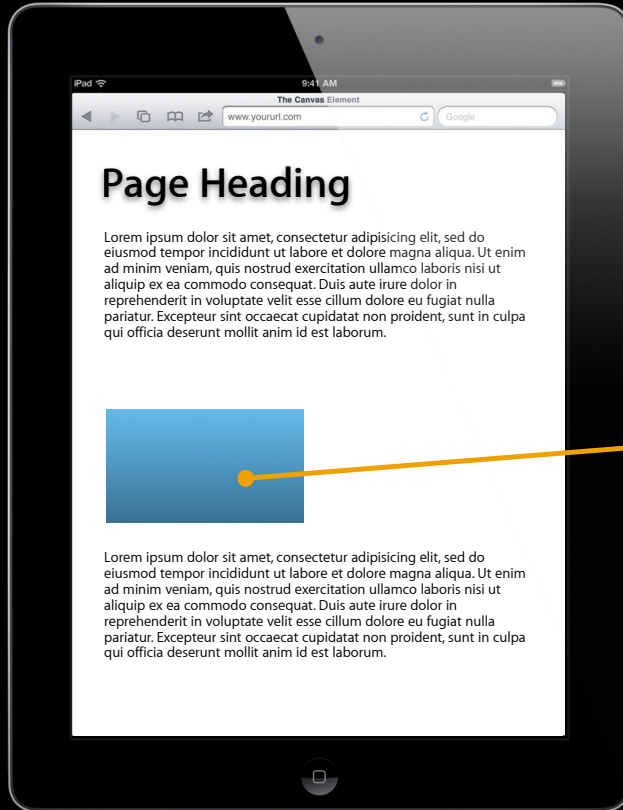 iPad
9:41 AM
The Canvas Element
www.yoururl.com
Google
Page Heading
Lorem ipsum dolor sit amet, consectetur adipisicing elit, sed do
eiusmod tempor incididunt ut labore et dolore magna aliqua. Ut enim
ad minim veniam, quis nostrud exercitation ullamco laboris nisi ut
aliquip ex ea commodo consequat. Duis aute irure dolor in
reprehenderit in voluptate velit esse cillum dolore eu fugiat nulla
pariatur. Excepteur sint occaecat cupidatat non proident, sunt in culpa
qui officia deserunt mollit anim id est laborum.
Lorem ipsum dolor sit amet, consectetur adipisicing elit, sed do
eiusmod tempor incididunt ut labore et dolore magna aliqua. Ut enim
ad minim veniam, quis nostrud exercitation ullamco laboris nisi ut
aliquip ex ea commodo consequat. Duis aute irure dolor in
reprehenderit in voluptate velit esse cillum dolore eu fugiat nulla
pariatur. Excepteur sint occaecat cupidatat non proident, sunt in culpa
qui officia deserunt mollit anim id est laborum.